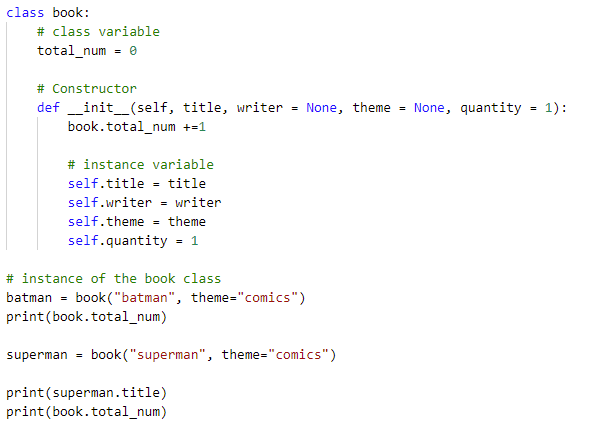 class book:
    # class variable
    total_num = 0

    # Constructor
    def __init__(self, title, writer = None, theme = None, quantity = 1):
        book.total_num +=1

        # instance variable
        self.title = title
        self.writer = writer
        self.theme = theme
        self.quantity = 1

# instance of the book class
batman = book("batman", theme="comics")
print(book.total_num)

superman = book("superman", theme="comics")

print(superman.title)
print(book.total_num)